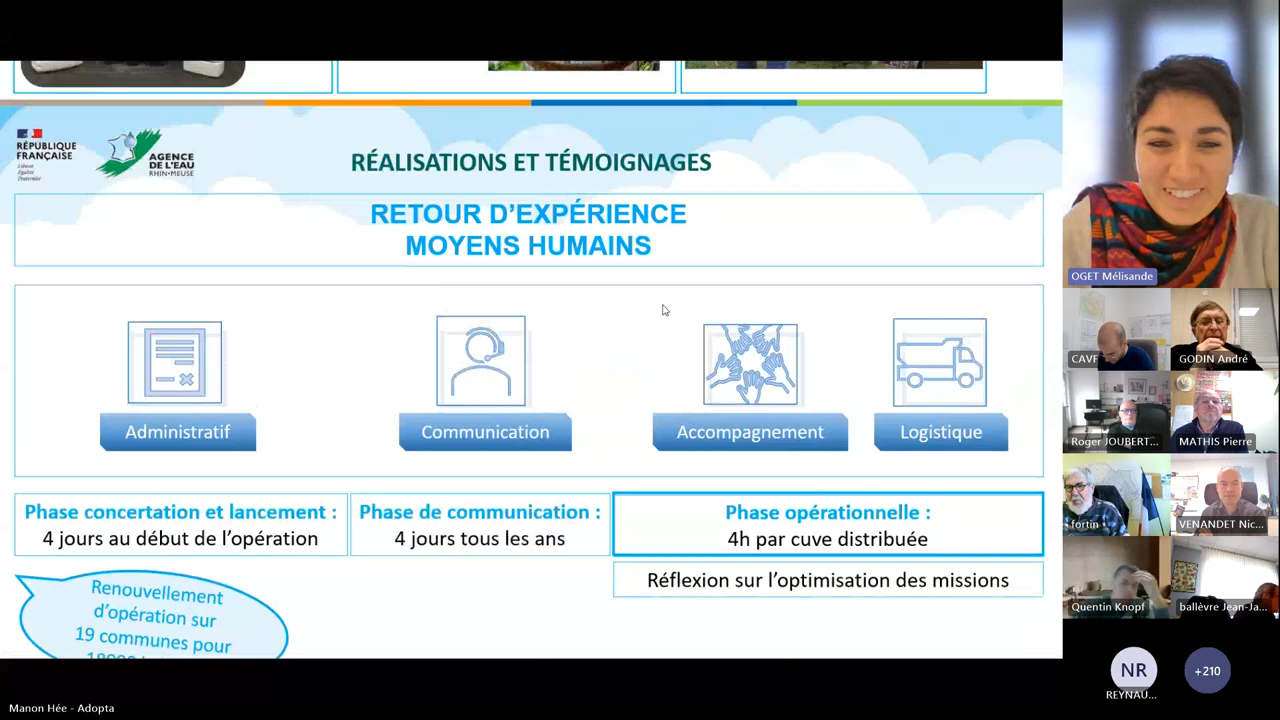 RÉPUBLIQUE
FRANÇAISE
Liberté
Égalité
Fraternité
AGENCE
DE L'EAU
RHIN•MEUSE
RÉALISATIONS ET TÉMOIGNAGES
RETOUR D'EXPÉRIENCE
MOYENS HUMAINS
Administratif
Communication
Accompagnement
Logistique
Phase concertation et lancement :
4 jours au début de l'opération
Phase de communication :
4 jours tous les ans
Phase opérationnelle :
4h par cuve distribuée
Réflexion sur l'optimisation des missions
Renouvellement
d'opération sur
19 communes pour
OGET Mélisande
CAVF
GODIN André
Roger JOUBERT...
MATHIS Pierre
fortin
VENANDET Nic...
Quentin Knopf
ballèvre Jean-Ja...
NR
REYNAU...
+210
Manon Hée - Adopta